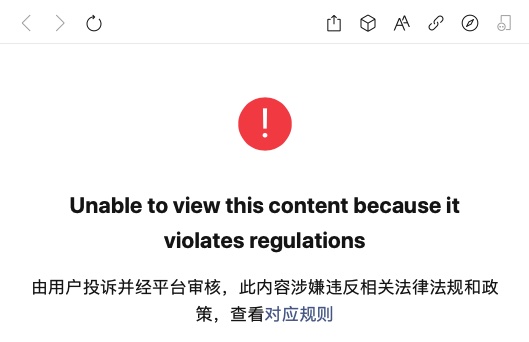 Unable to view this content because it
violates regulations
由用户投诉并经平台审核，此内容涉嫌违反相关法律法规和政
策，查看对应规则